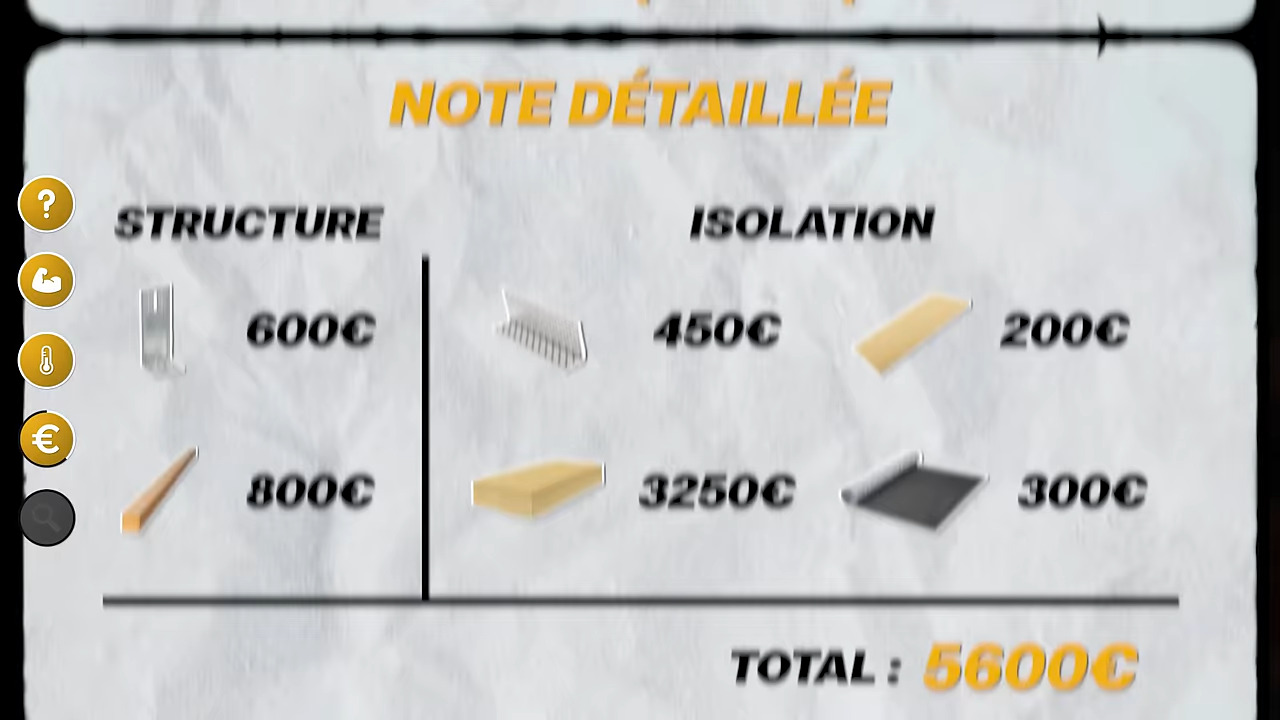 NOTE DÉTAILLÉE
STRUCTURE
ISOLATION
600€
450€
200€
800€
3250€
300€
TOTAL : 5600€
?
€